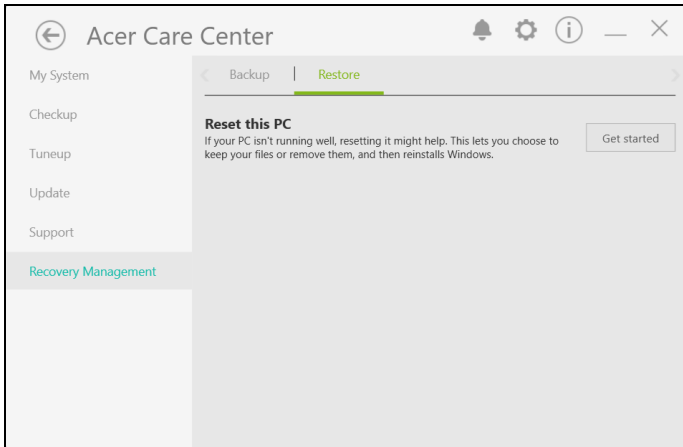 Acer Care Center
My System
Checkup
Tuneup
Update
Support
Recovery Management
Backup
Restore
Reset this PC
If your PC isn't running well, resetting it might help. This lets you choose to
keep your files or remove them, and then reinstalls Windows.
Get started